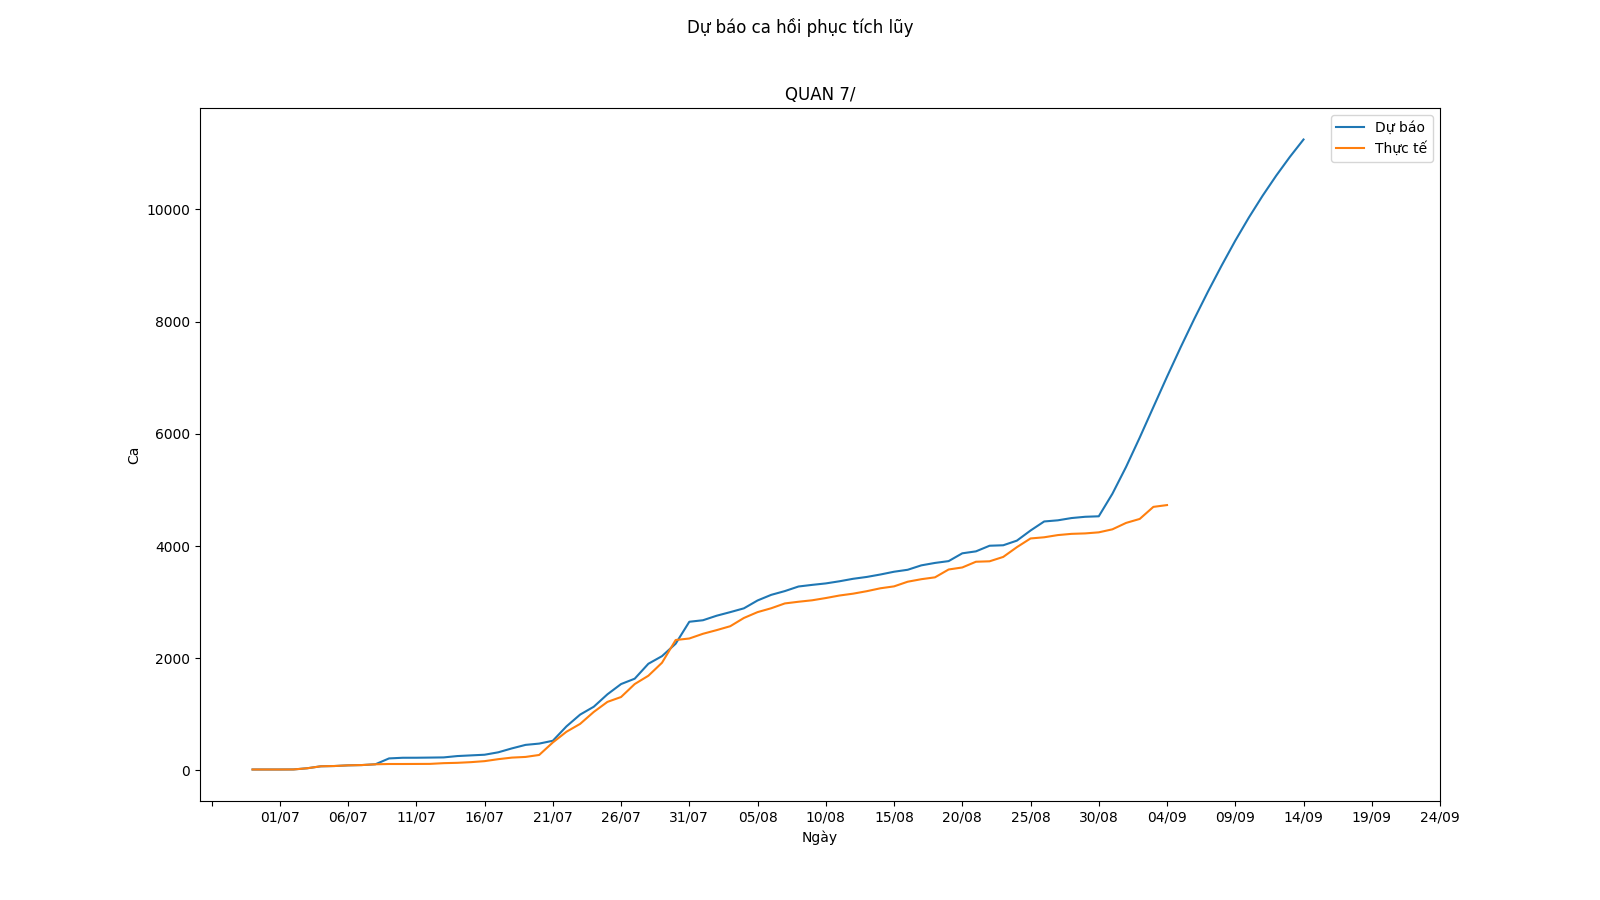 Dự báo ca hồi phục tích lũy
QUAN 7/
Dự báo
Thực tế
10000
8000
6000
4000
2000
0
Ca
01/07 06/07 11/07 16/07 21/07 26/07 31/07 05/08 10/08 15/08 20/08 25/08 30/08 04/09 09/09 14/09 19/09 24/09
Ngày